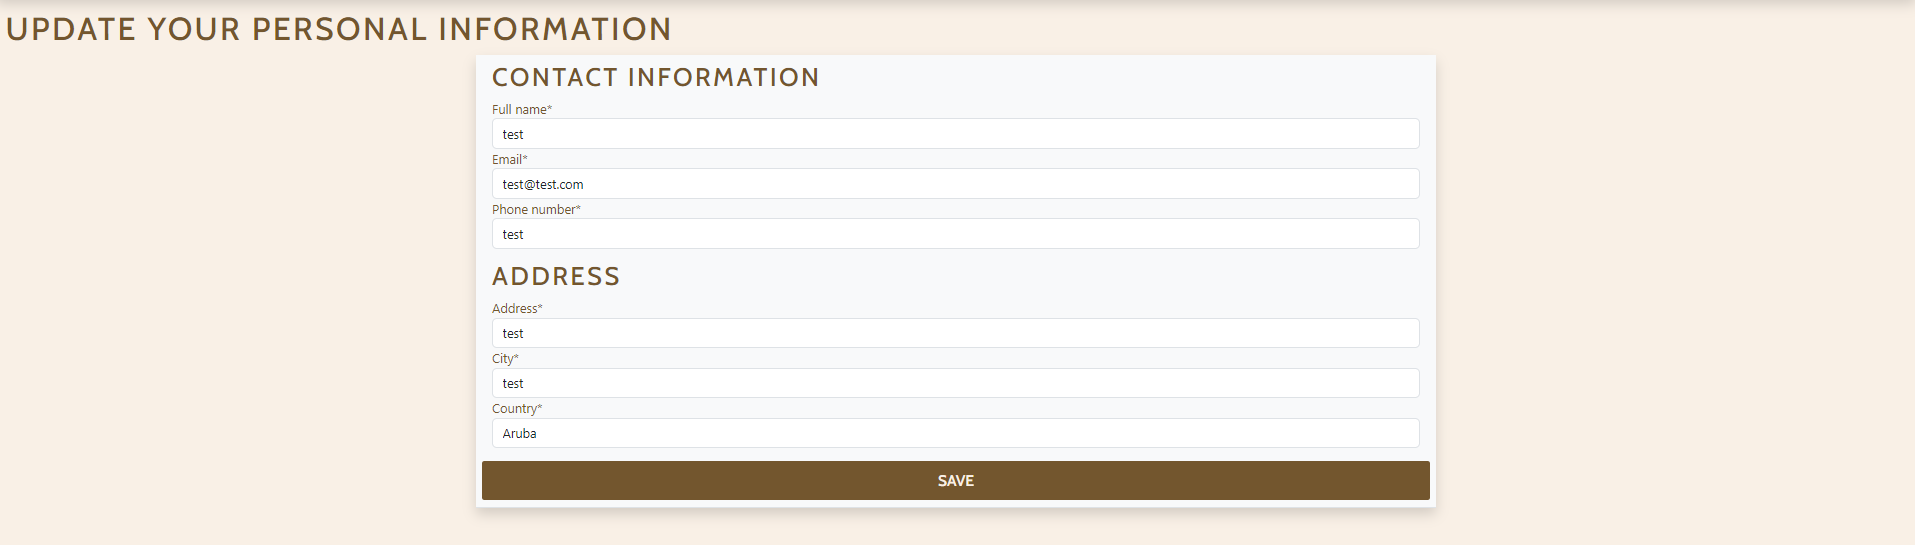 UPDATE YOUR PERSONAL INFORMATION
CONTACT INFORMATION
Full name*
test
Email*
test@test.com
Phone number*
test
ADDRESS
Address*
test
City*
test
Country*
Aruba
SAVE